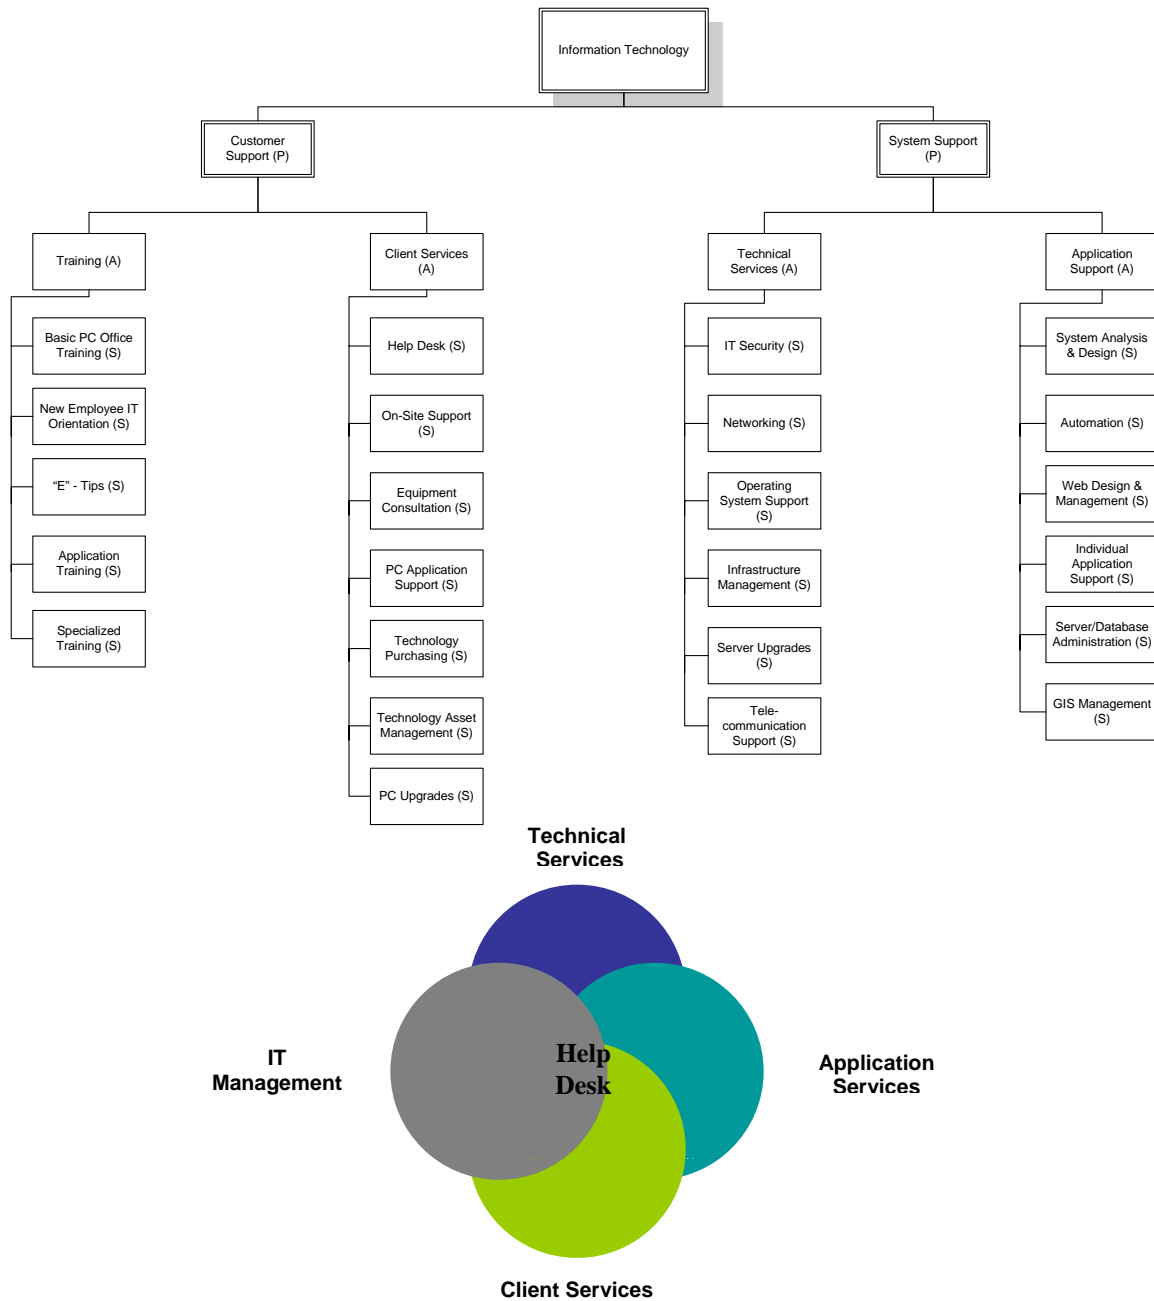 Information Technology
Customer
Support (P)
System Support
(P)
Training (A)
Client Services
(A)
Technical
Services (A)
Application
Support (A)
Basic PC Office
Training (S)
Help Desk (S)
IT Security (S)
System Analysis
& Design (S)
New Employee IT
Orientation (S)
On-Site Support
(S)
Networking (S)
Automation (S)
“E” - Tips (S)
Equipment
Consultation (S)
Operating
System Support
(S)
Web Design &
Management (S)
Application
Training (S)
PC Application
Support (S)
Infrastructure
Management (S)
Individual
Application
Support (S)
Specialized
Training (S)
Technology
Purchasing (S)
Server Upgrades
(S)
Server/Database
Administration (S)
Technology Asset
Management (S)
Tele-
communication
Support (S)
GIS Management
(S)
PC Upgrades (S)
Technical
Services
IT
Management
Help
Desk
Application
Services
Client Services